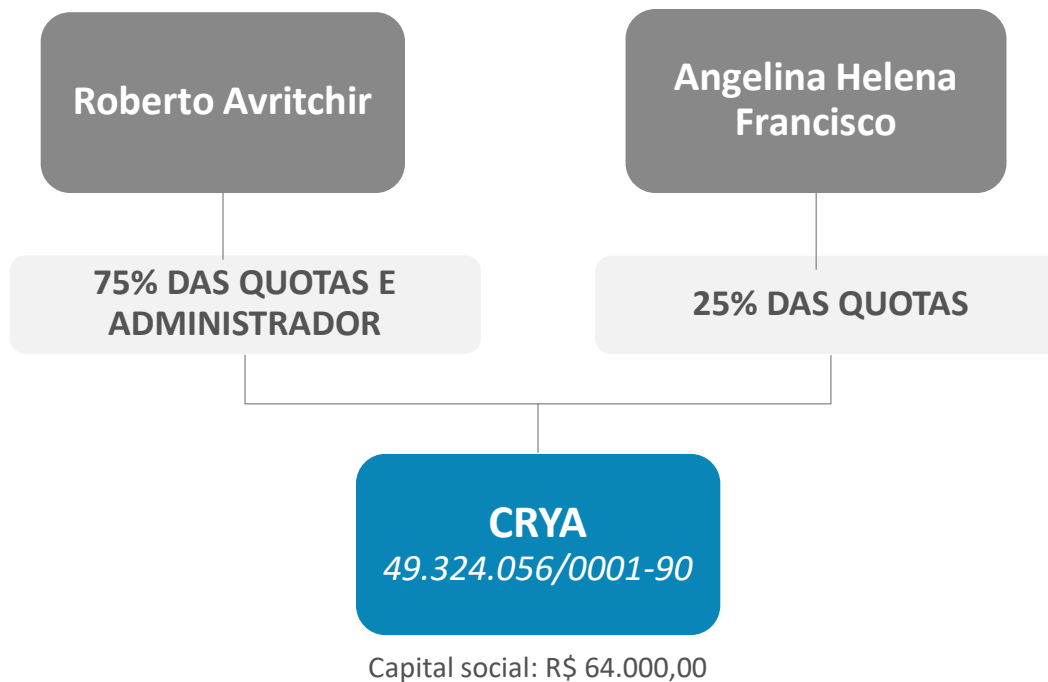 Roberto Avritchir
Angelina Helena
Francisco
75% DAS QUOTAS E
ADMINISTRADOR
25% DAS QUOTAS
CRYA
49.324.056/0001-90
Capital social: R$ 64.000,00